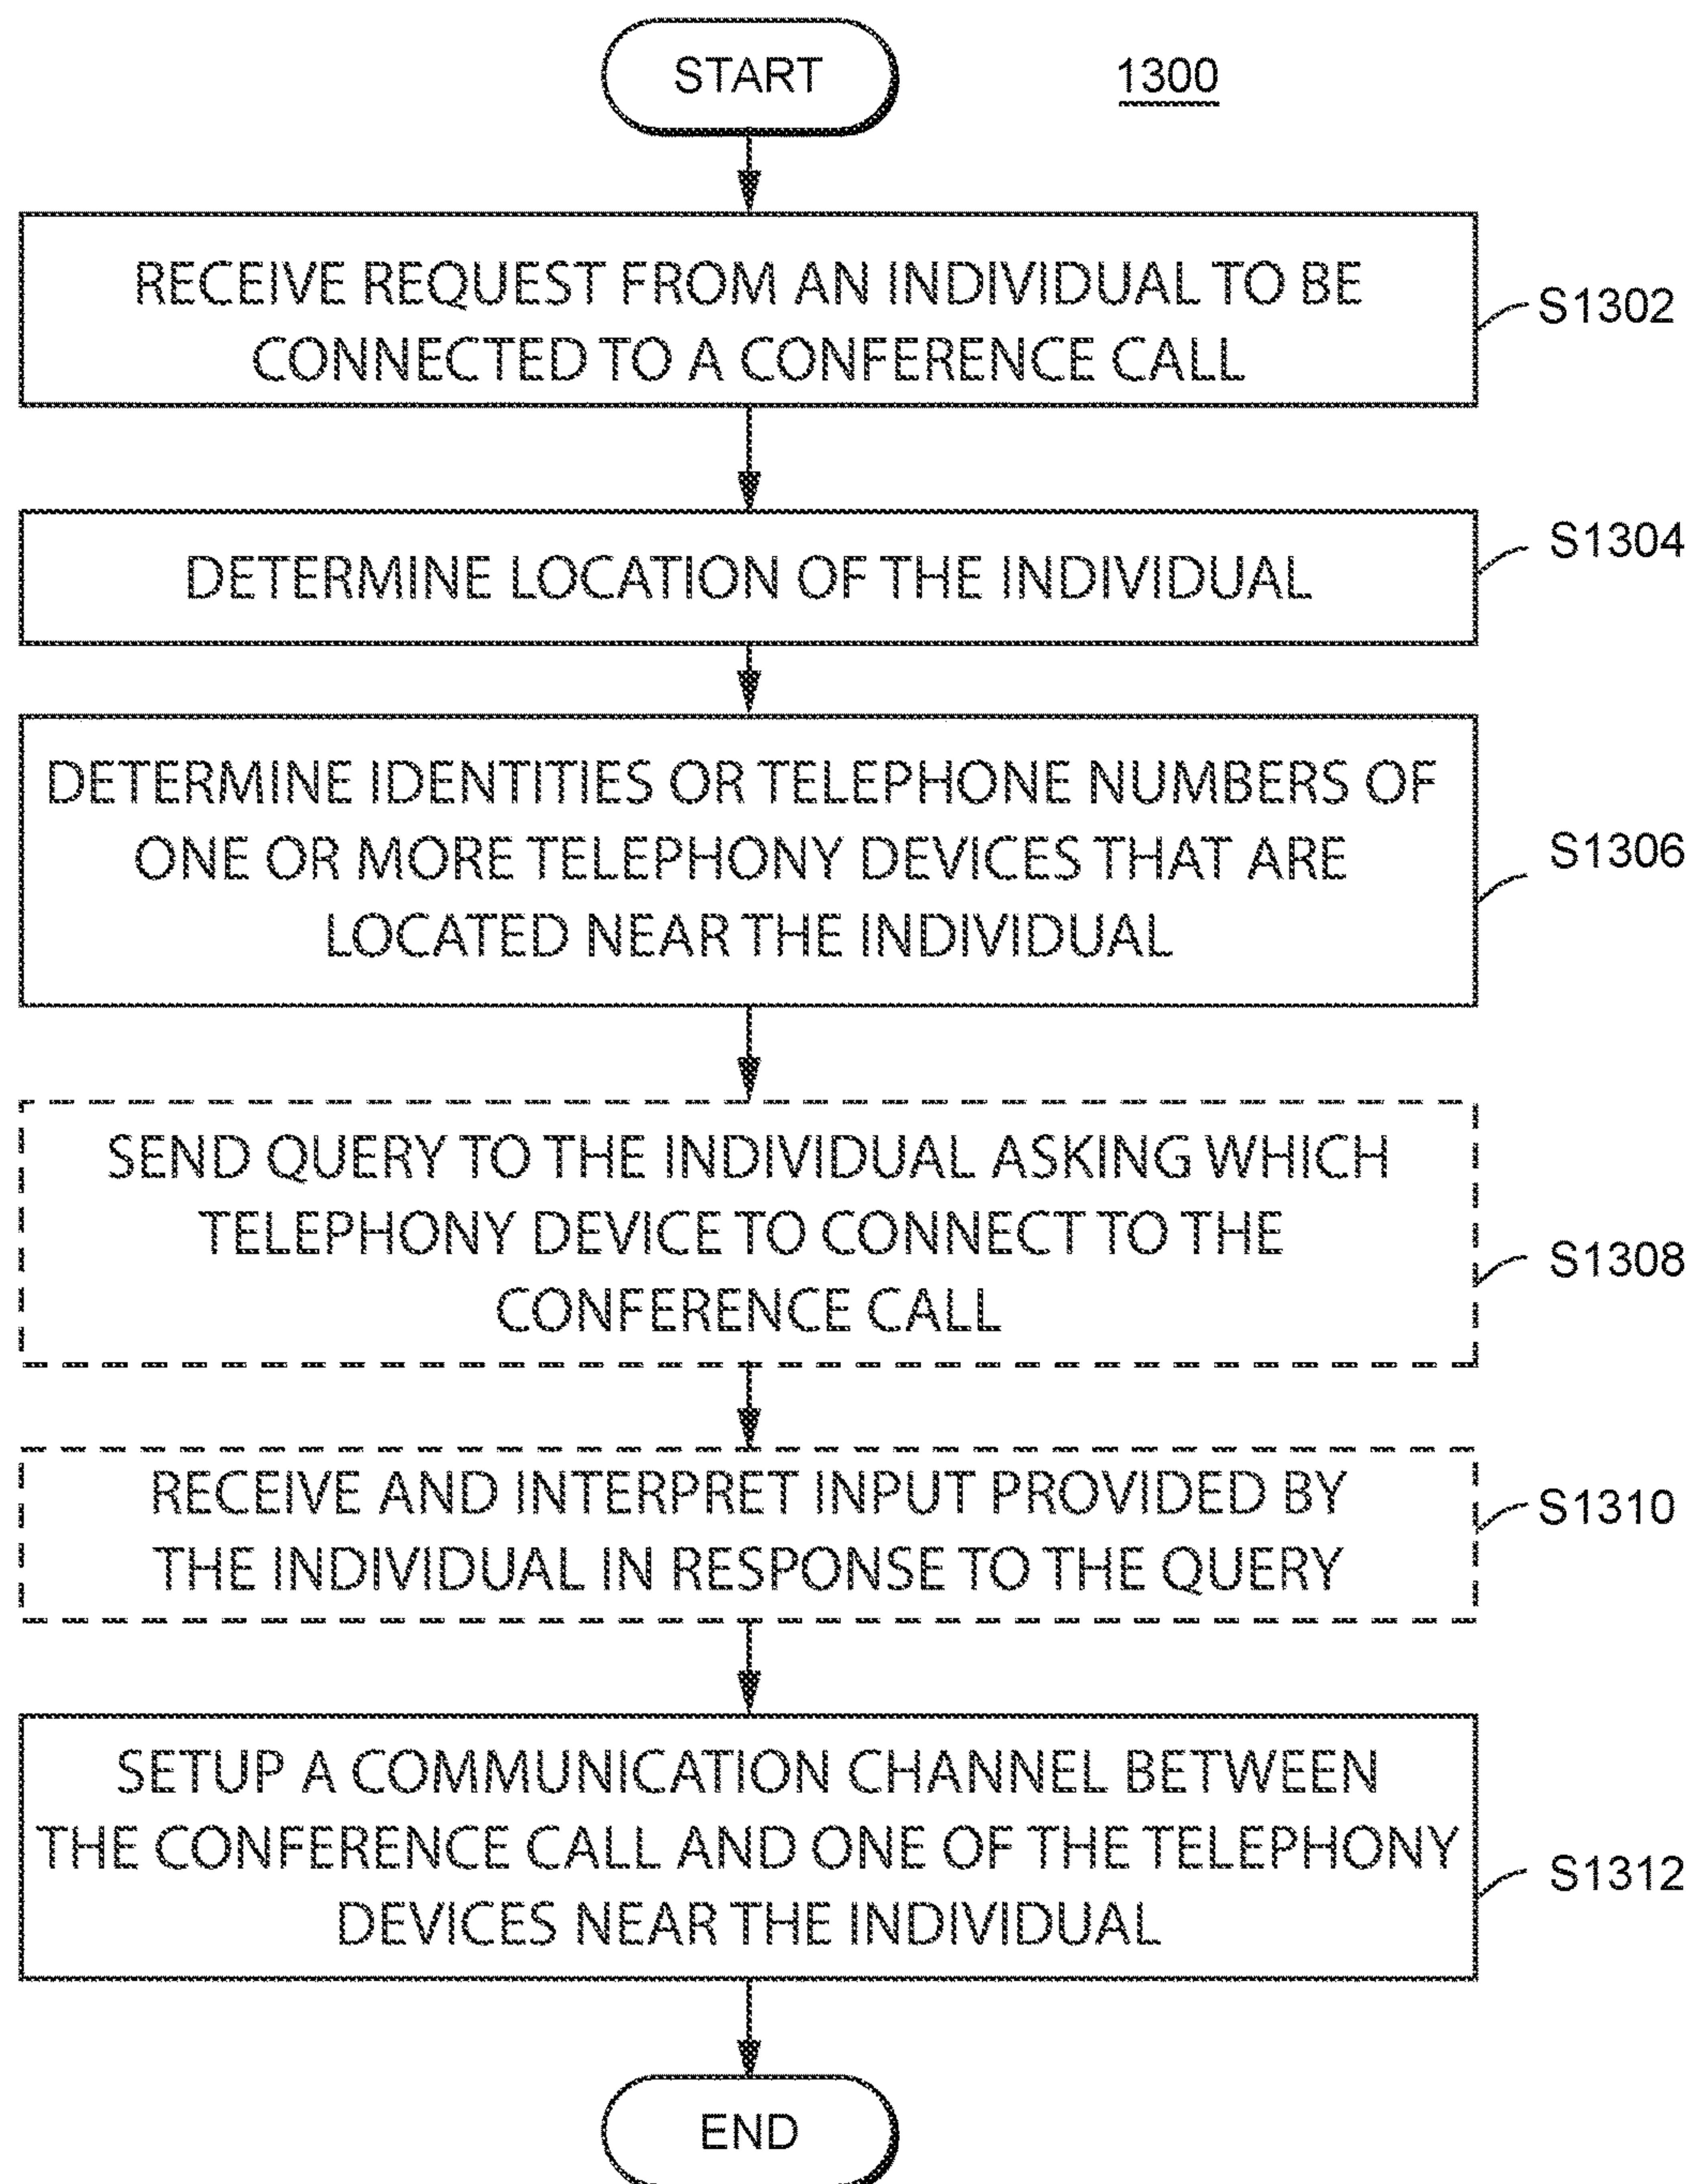 START
1300
RECEIVE REQUEST FROM AN INDIVIDUAL TO BE
CONNECTED TO A CONFERENCE CALL
S1302
DETERMINE LOCATION OF THE INDIVIDUAL
S1304
DETERMINE IDENTITIES OR TELEPHONE NUMBERS OF
ONE OR MORE TELEPHONY DEVICES THAT ARE
LOCATED NEAR THE INDIVIDUAL
S1306
SEND QUERY TO THE INDIVIDUAL ASKING WHICH
TELEPHONY DEVICE TO CONNECT TO THE
CONFERENCE CALL
S1308
RECEIVE AND INTERPRET INPUT PROVIDED BY
THE INDIVIDUAL IN RESPONSE TO THE QUERY
S1310
SETUP A COMMUNICATION CHANNEL BETWEEN
THE CONFERENCE CALL AND ONE OF THE TELEPHONY
DEVICES NEAR THE INDIVIDUAL
S1312
END